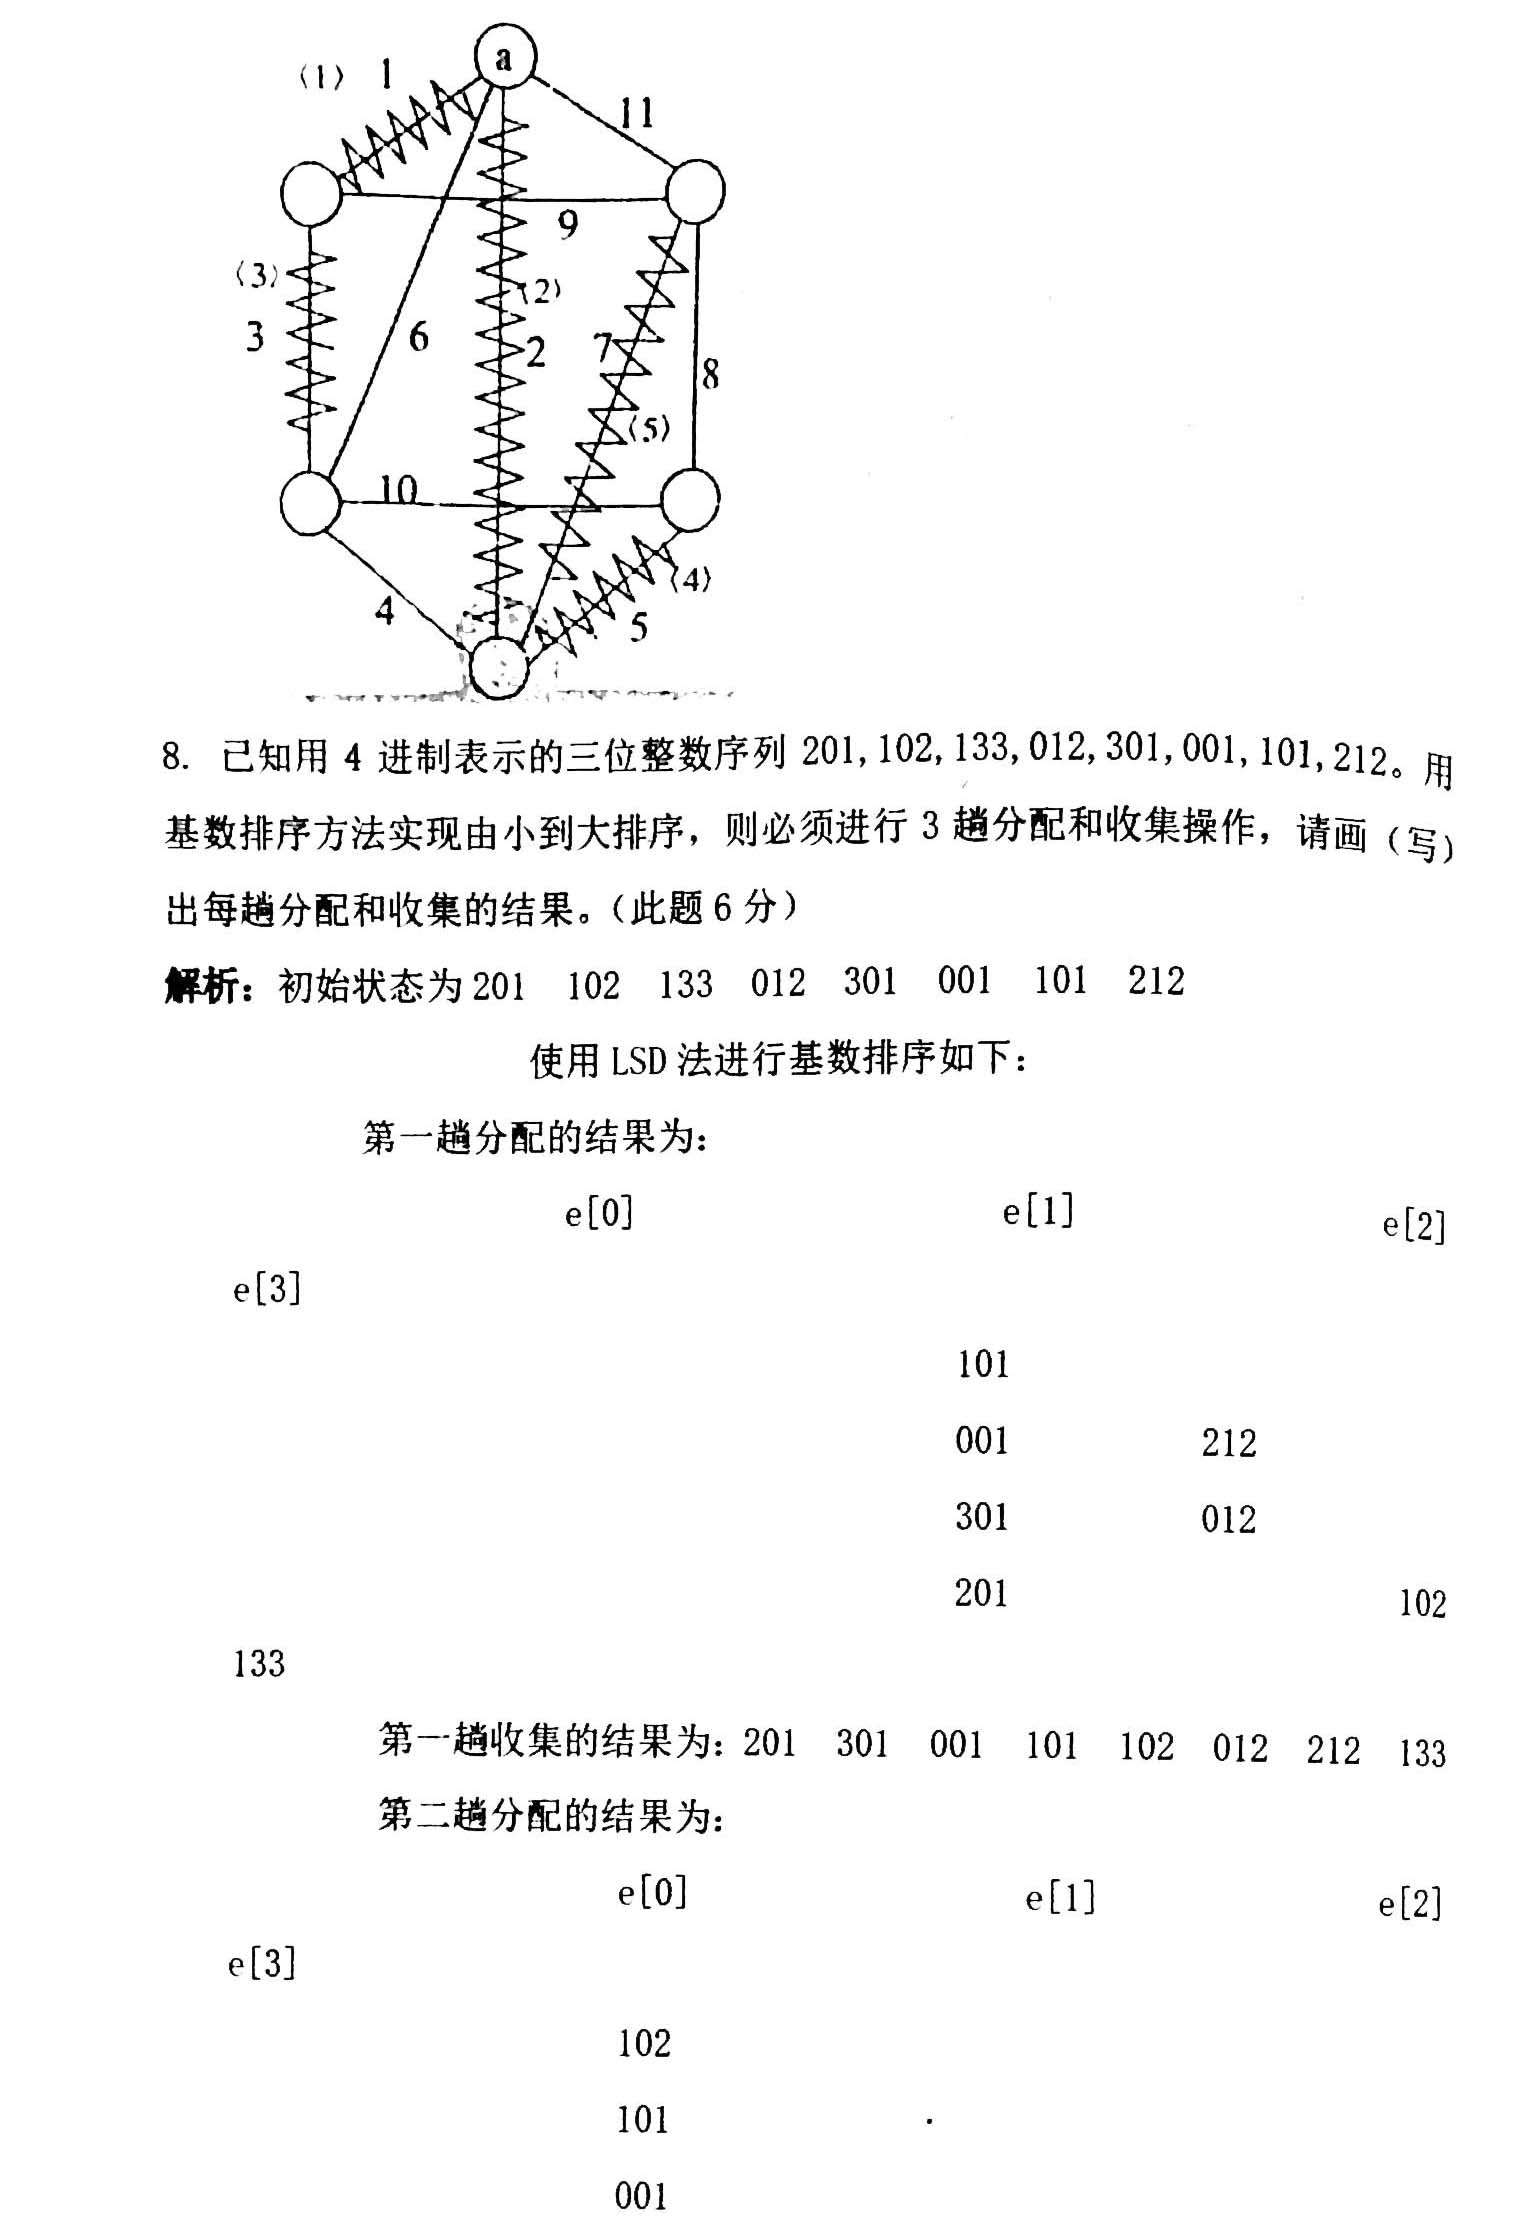 a
〈1〉 1
11
9
〈3〉
〈2〉
3
6
2
7
8
〈5〉
10
〈4〉
4
5
8. 已知用 4 进制表示的三位整数序列 201,102,133,012,301,001,101,212。用
基数排序方法实现由小到大排序，则必须进行 3 趟分配和收集操作，请画（写）
出每趟分配和收集的结果。（此题 6 分）
解析：初始状态为 201 102 133 012 301 001 101 212
使用 LSD 法进行基数排序如下：
第一趟分配的结果为：
e[0] e[1] e[2]
e[3]
101
001 212
301 012
201 102
133
第一趟收集的结果为：201 301 001 101 102 012 212 133
第二趟分配的结果为：
e[0] e[1] e[2]
e[3]
102
101
001